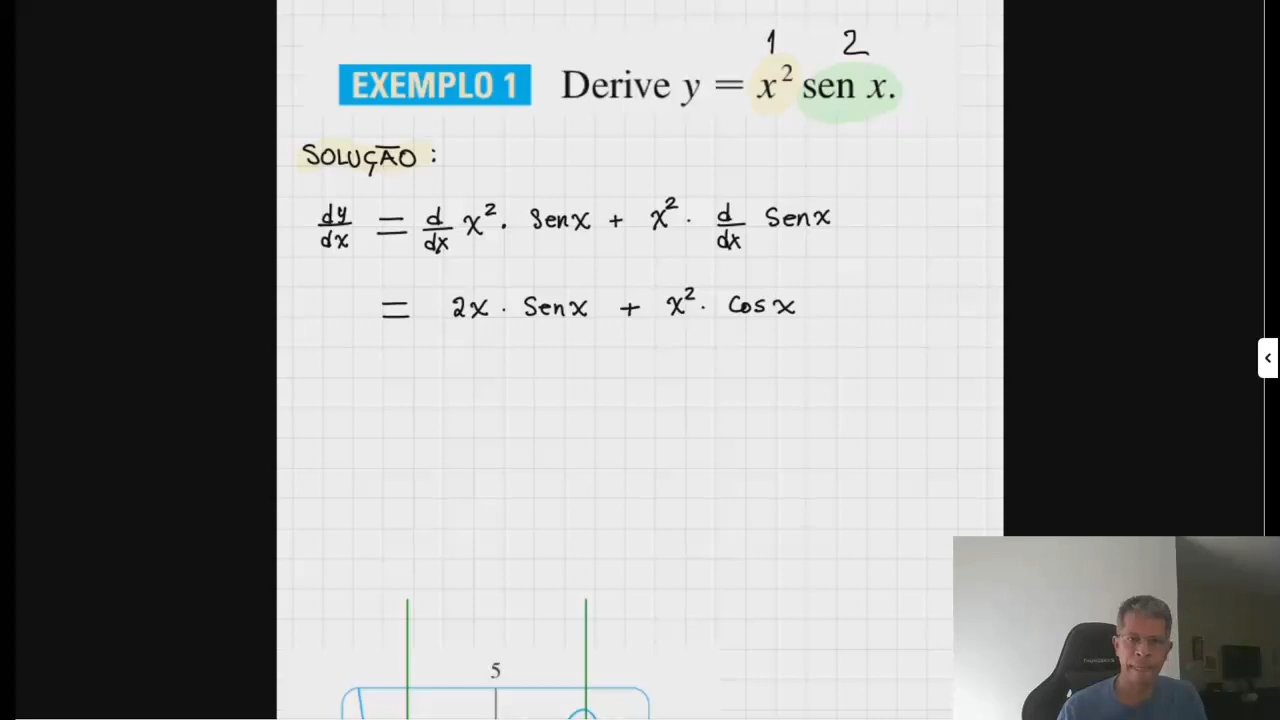 1 2
EXEMPLO 1 Derive y = x² sen x.
SOLUÇÃO :
dy/dx = d/dx x² · Senx + x² · d/dx Senx
= 2x · Senx + x² · Cosx
5